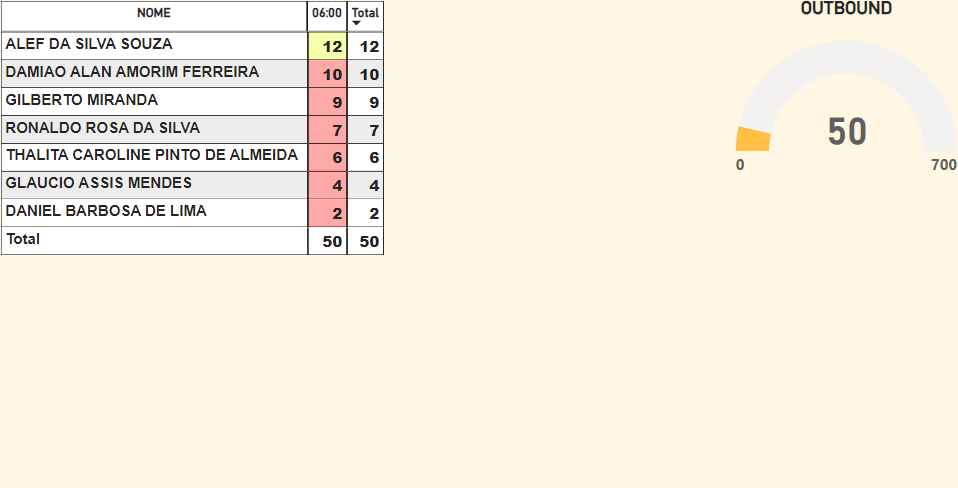 NOME 06:00 Total
ALEF DA SILVA SOUZA 12 12
DAMIAO ALAN AMORIM FERREIRA 10 10
GILBERTO MIRANDA 9 9
RONALDO ROSA DA SILVA 7 7
THALITA CAROLINE PINTO DE ALMEIDA 6 6
GLAUCIO ASSIS MENDES 4 4
DANIEL BARBOSA DE LIMA 2 2
Total 50 50
OUTBOUND
50
0 700